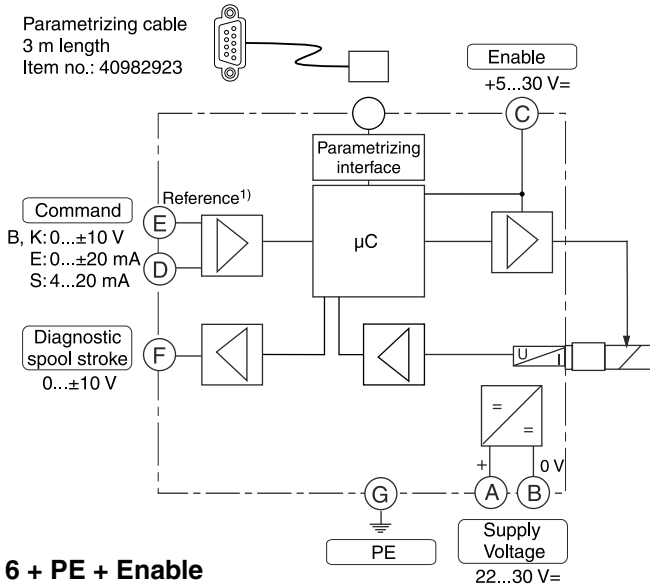 Parametrizing cable
3 m length
Item no.: 40982923
Enable
+5...30 V=
C
Parametrizing
interface
Reference¹⁾
Command
B, K: 0...±10 V
E: 0...±20 mA
S: 4...20 mA
E
D
µC
Diagnostic
spool stroke
0...±10 V
F
U
I
=
=
+
0 V
G
A
B
PE
Supply
Voltage
22...30 V=
6 + PE + Enable